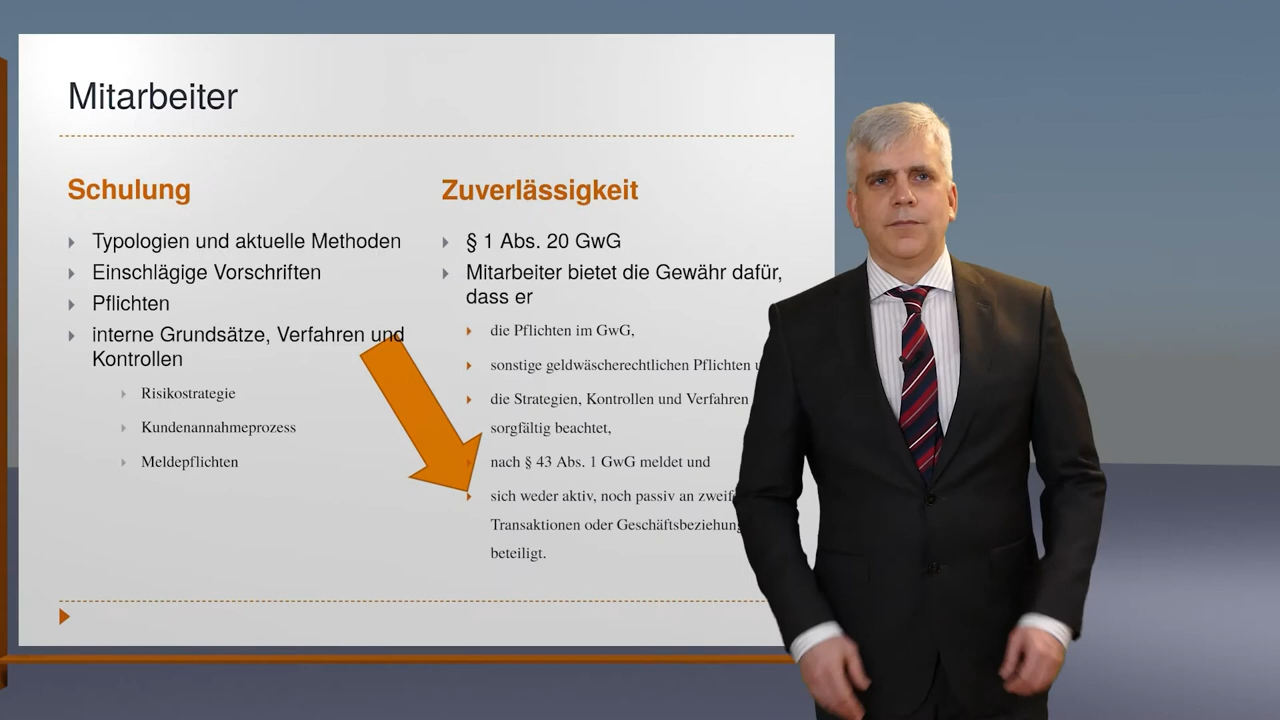 Mitarbeiter
Schulung
Typologien und aktuelle Methoden
Einschlägige Vorschriften
Pflichten
interne Grundsätze, Verfahren und
Kontrollen
Risikostrategie
Kundenannahmeprozess
Meldepflichten
Zuverlässigkeit
§ 1 Abs. 20 GwG
Mitarbeiter bietet die Gewähr dafür,
dass er
die Pflichten im GwG,
sonstige geldwäscherechtlichen Pflichten
die Strategien, Kontrollen und Verfahren
sorgfältig beachtet,
nach § 43 Abs. 1 GwG meldet und
sich weder aktiv, noch passiv an
Transaktionen oder
beteiligt.